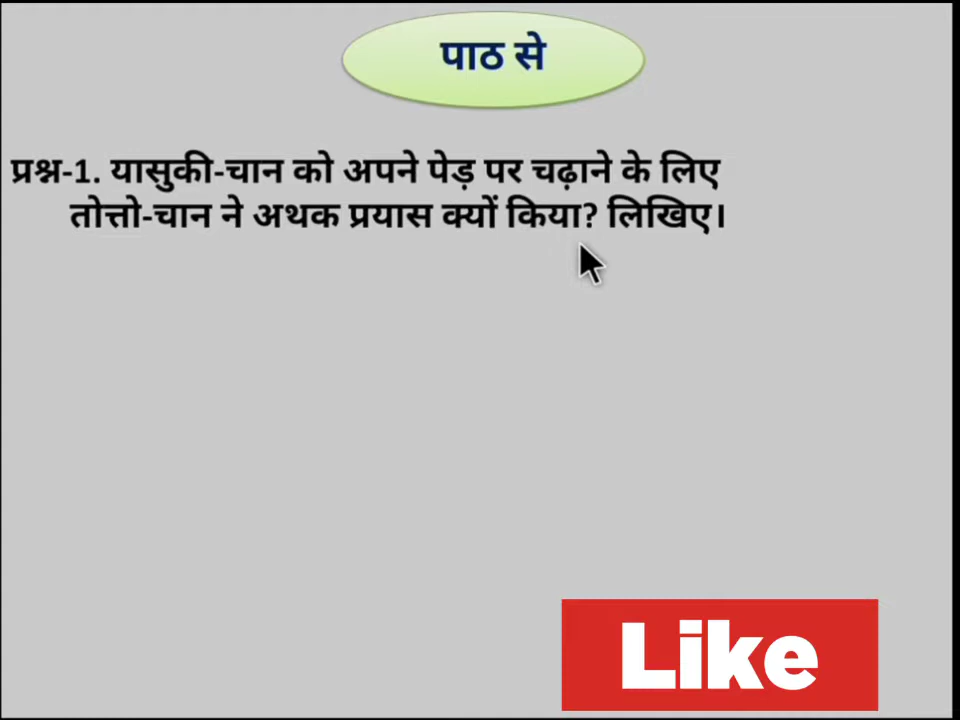 पाठ से
प्रश्न-1. यासुकी-चान को अपने पेड़ पर चढ़ाने के लिए
तोत्तो-चान ने अथक प्रयास क्यों किया? लिखिए।
Like